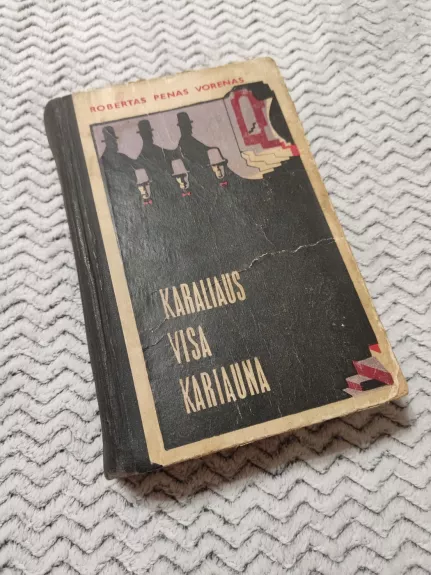 ROBERTAS PENAS VORENAS
KARALIAUS
VISA
KARIAUNA